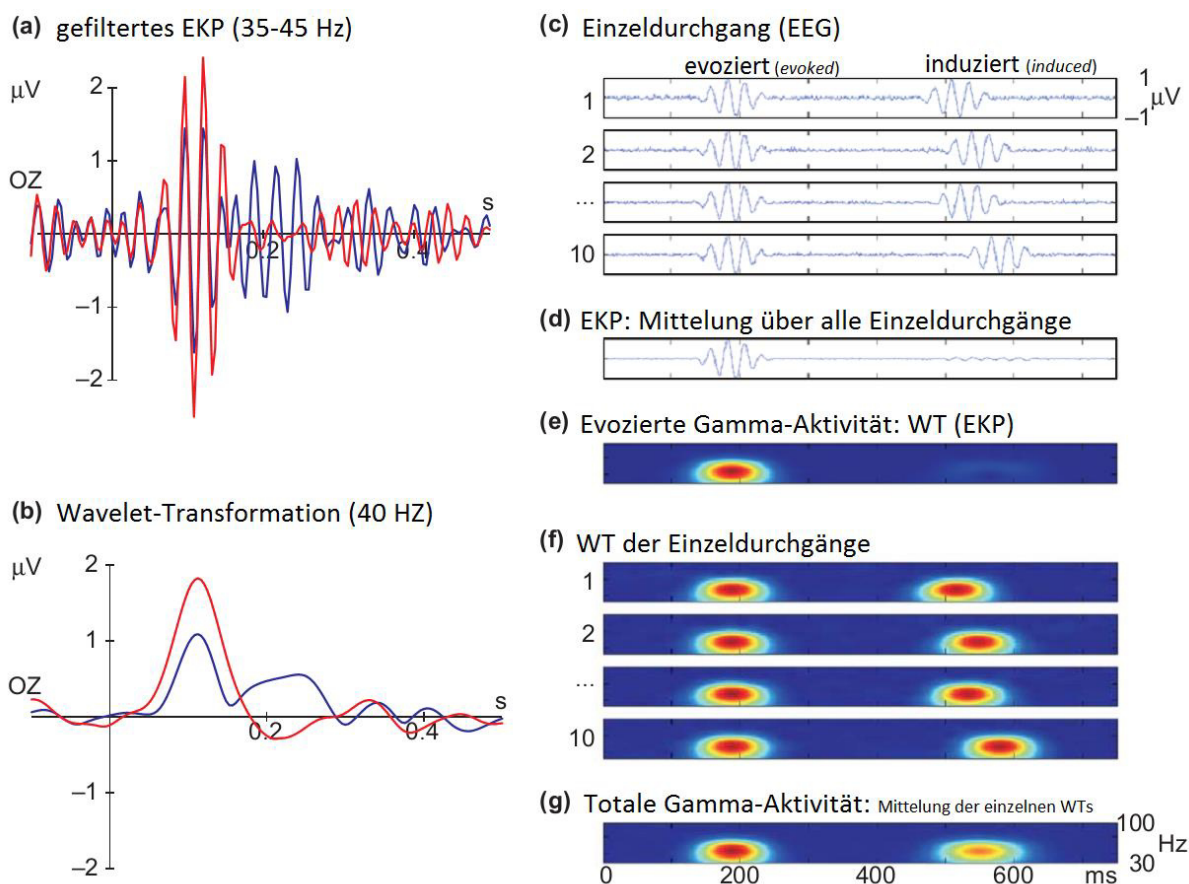 (a) gefiltertes EKP (35-45 Hz)
μV
2
1
OZ
s
0.2
0.4
–1
–2
(b) Wavelet-Transformation (40 HZ)
μV
2
1
OZ
s
0.2
0.4
–1
–2
(c) Einzeldurchgang (EEG)
evoziert (evoked)
induziert (induced)
1
1
μV
–1
2
...
10
(d) EKP: Mittelung über alle Einzeldurchgänge
(e) Evozierte Gamma-Aktivität: WT (EKP)
(f) WT der Einzeldurchgänge
1
2
...
10
(g) Totale Gamma-Aktivität: Mittelung der einzelnen WTs
100
Hz
30
0 200 400 600 ms